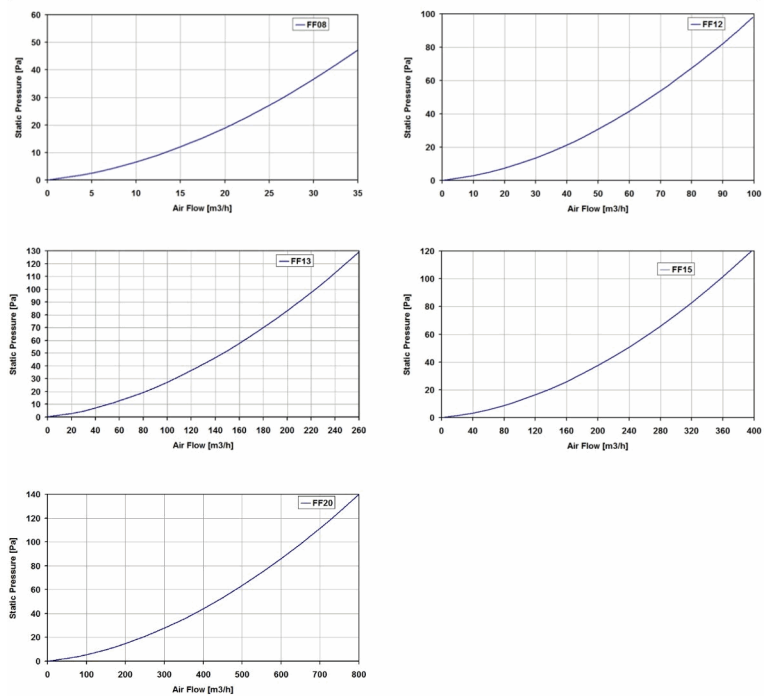 60
50
40
30
20
10
0
Static Pressure [Pa]
FF08
0 5 10 15 20 25 30 35
Air Flow [m3/h]
100
80
60
40
20
0
Static Pressure [Pa]
FF12
0 10 20 30 40 50 60 70 80 90 100
Air Flow [m3/h]
130
120
110
100
90
80
70
60
50
40
30
20
10
0
Static Pressure [Pa]
FF13
0 20 40 60 80 100 120 140 160 180 200 220 240 260
Air Flow [m3/h]
120
100
80
60
40
20
0
Static Pressure [Pa]
FF15
0 40 80 120 160 200 240 280 320 360 400
Air Flow [m3/h]
140
120
100
80
60
40
20
0
Static Pressure [Pa]
FF20
0 100 200 300 400 500 600 700 800
Air Flow [m3/h]